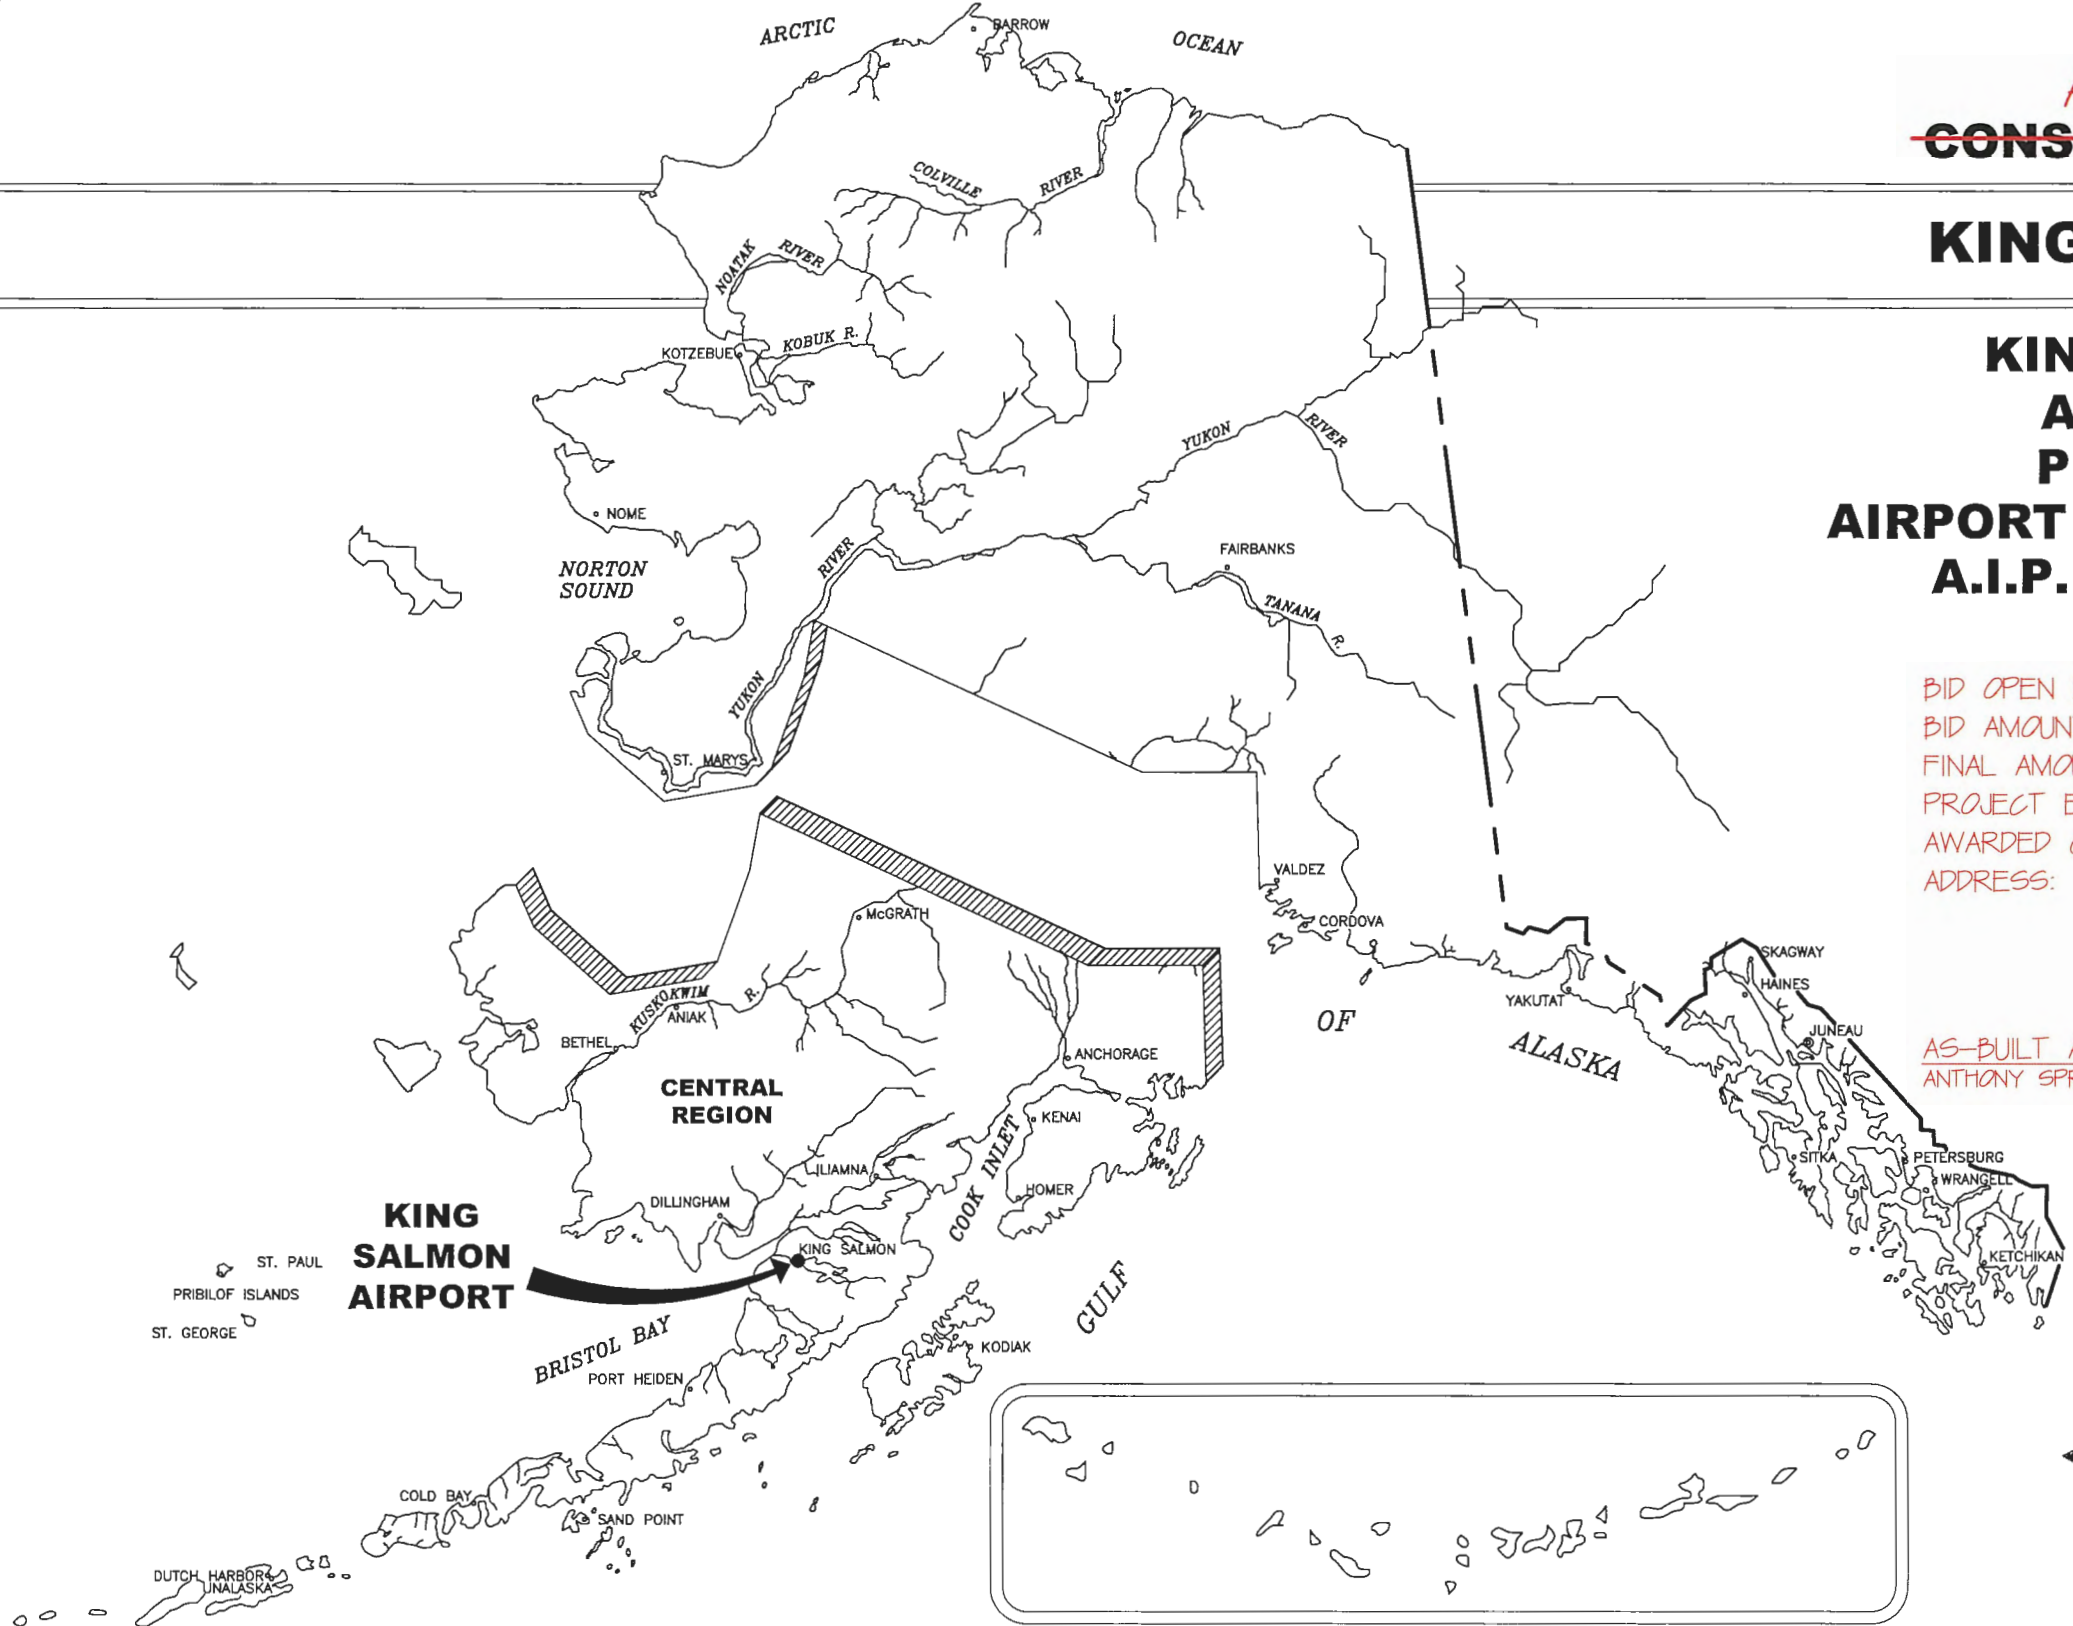 ARCTIC
OCEAN
BARROW
CONS
KING
KIN
A
P
AIRPORT
A.I.P.
COLVILLE RIVER
NOATAK RIVER
KOTZEBUE
KOBUK R.
YUKON RIVER
NOME
NORTON
SOUND
RIVER
YUKON
FAIRBANKS
TANANA R.
ST. MARYS
BID OPEN
BID AMOUN
FINAL AMO
PROJECT
AWARDED
ADDRESS:
AS-BUILT
ANTHONY SPR
VALDEZ
CORDOVA
McGRATH
KUSKOKWIM R.
ANIAK
BETHEL
ANCHORAGE
CENTRAL
REGION
KENAI
COOK INLET
HOMER
ILIAMNA
DILLINGHAM
KING SALMON
KING
SALMON
AIRPORT
ST. PAUL
PRIBILOF ISLANDS
ST. GEORGE
BRISTOL BAY
PORT HEIDEN
KODIAK
GULF
OF
ALASKA
YAKUTAT
SKAGWAY
HAINES
JUNEAU
SITKA
PETERSBURG
WRANGELL
KETCHIKAN
COLD BAY
SAND POINT
DUTCH HARBOR
UNALASKA